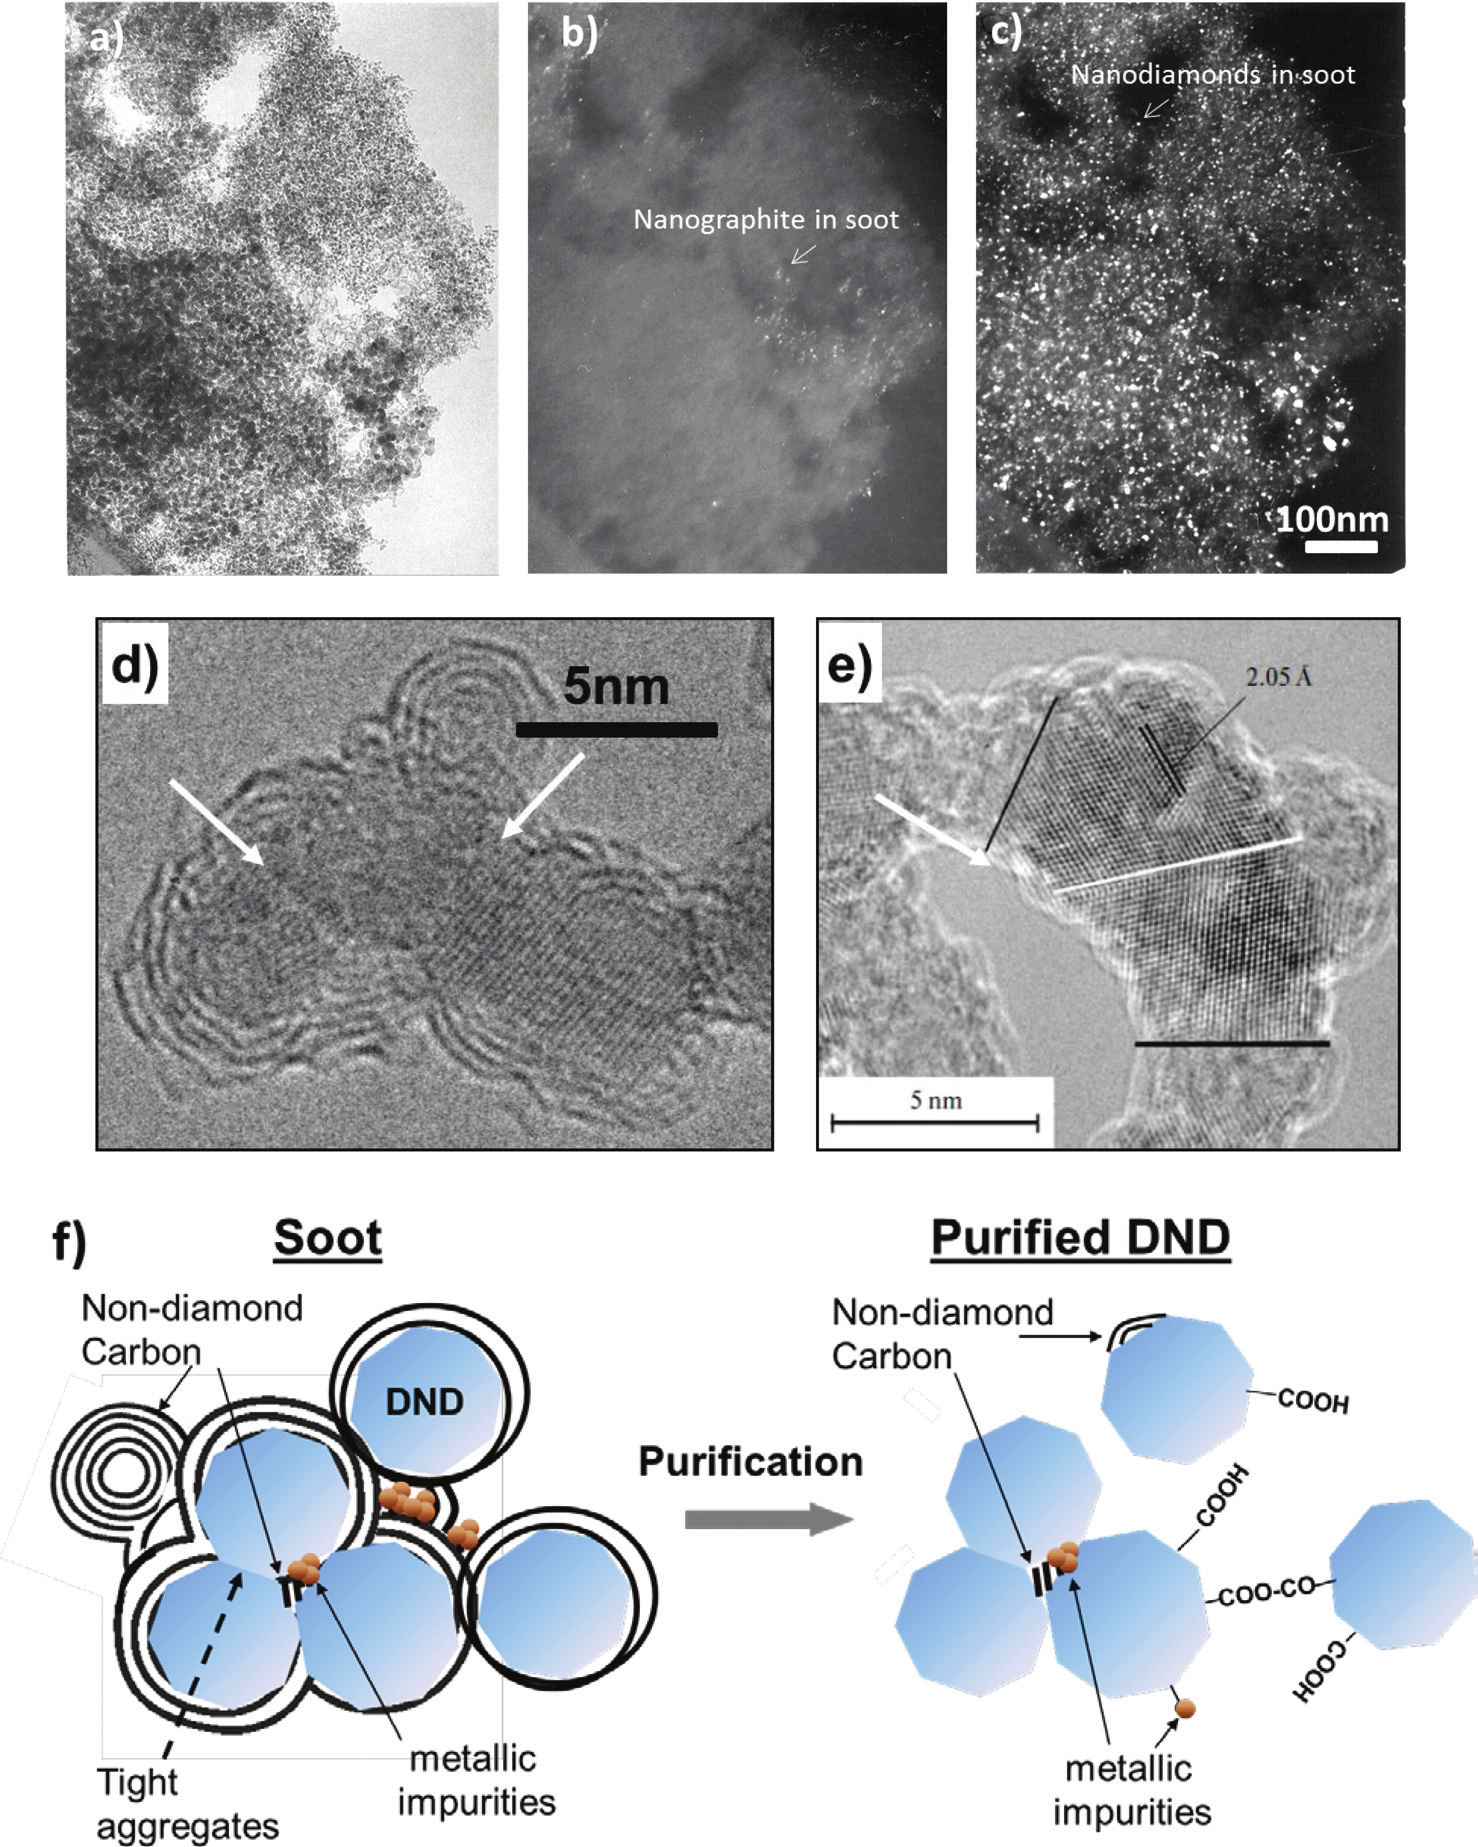 a)
b)
Nanographite in soot
c)
Nanodiamonds in soot
100nm
d)
5nm
e)
2.05 Å
5 nm
f)
Soot
Non-diamond
Carbon
DND
Tight
aggregates
metallic
impurities
Purification
Purified DND
Non-diamond
Carbon
COOH
COOH
COO-CO
COOH
metallic
impurities